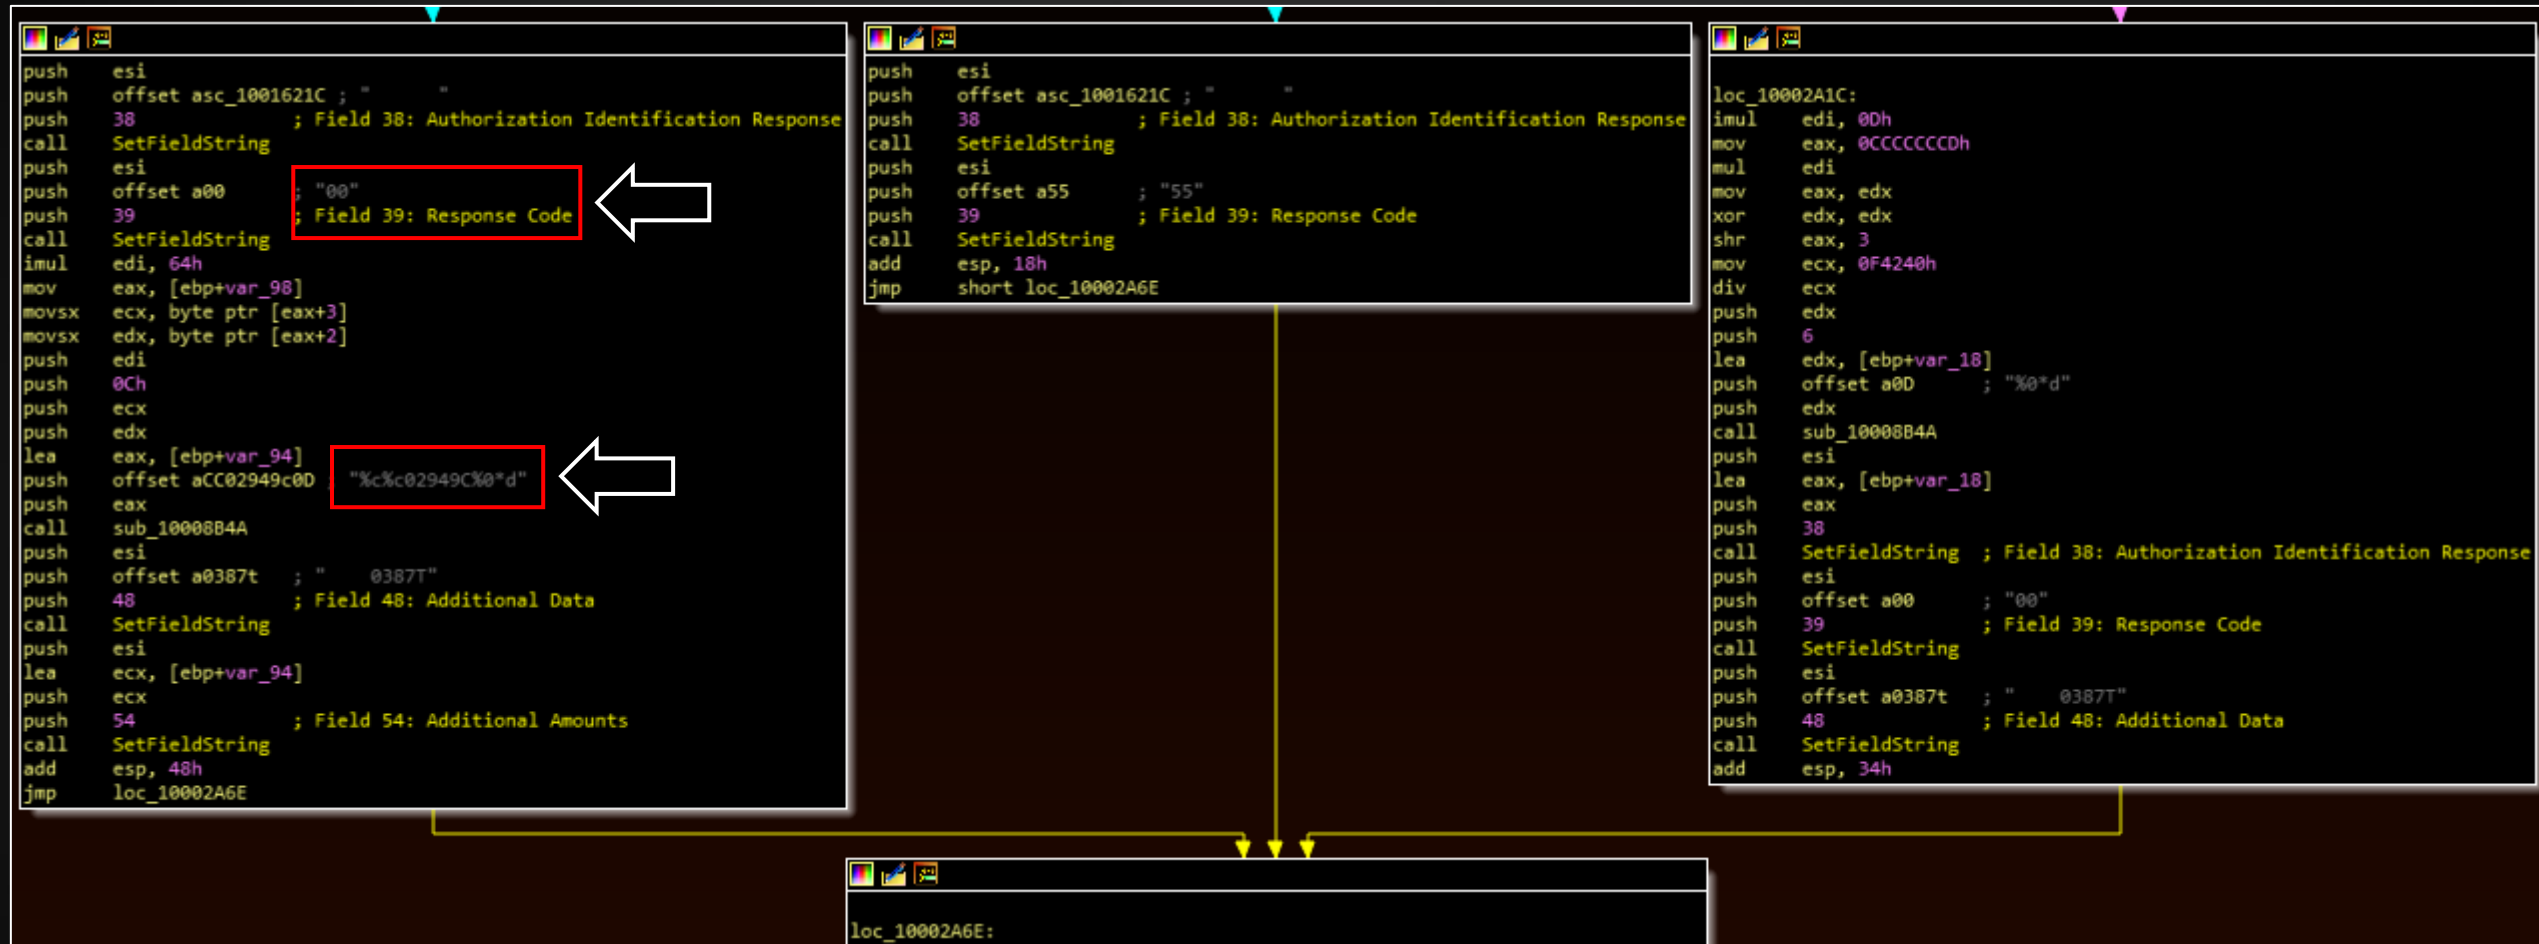 push esi
push offset asc_1001621C ; "       "
push 38 ; Field 38: Authorization Identification Response
call SetFieldString
push esi
push offset a00 ; "00"
push 39 ; Field 39: Response Code
call SetFieldString
imul edi, 64h
mov eax, [ebp+var_98]
movsx ecx, byte ptr [eax+3]
movsx edx, byte ptr [eax+2]
push edi
push 0Ch
push ecx
push edx
lea eax, [ebp+var_94]
push offset aCC02949c0D ; "%c%c02949C%0*d"
push eax
call sub_10008B4A
push esi
push offset a0387t ; "    0387T"
push 48 ; Field 48: Additional Data
call SetFieldString
push esi
lea ecx, [ebp+var_94]
push ecx
push 54 ; Field 54: Additional Amounts
call SetFieldString
add esp, 48h
jmp loc_10002A6E
push esi
push offset asc_1001621C ; "       "
push 38 ; Field 38: Authorization Identification Response
call SetFieldString
push esi
push offset a55 ; "55"
push 39 ; Field 39: Response Code
call SetFieldString
add esp, 18h
jmp short loc_10002A6E
loc_10002A1C:
imul edi, 0Dh
mov eax, 0CCCCCCCDh
mul edi
mov eax, edx
xor edx, edx
shr eax, 3
mov ecx, 0F4240h
div ecx
push edx
push 6
lea edx, [ebp+var_18]
push offset a0D ; "%0*d"
push edx
call sub_10008B4A
push esi
lea eax, [ebp+var_18]
push eax
push 38
call SetFieldString ; Field 38: Authorization Identification Response
push esi
push offset a00 ; "00"
push 39 ; Field 39: Response Code
call SetFieldString
push esi
push offset a0387t ; "    0387T"
push 48 ; Field 48: Additional Data
call SetFieldString
add esp, 34h
loc_10002A6E: